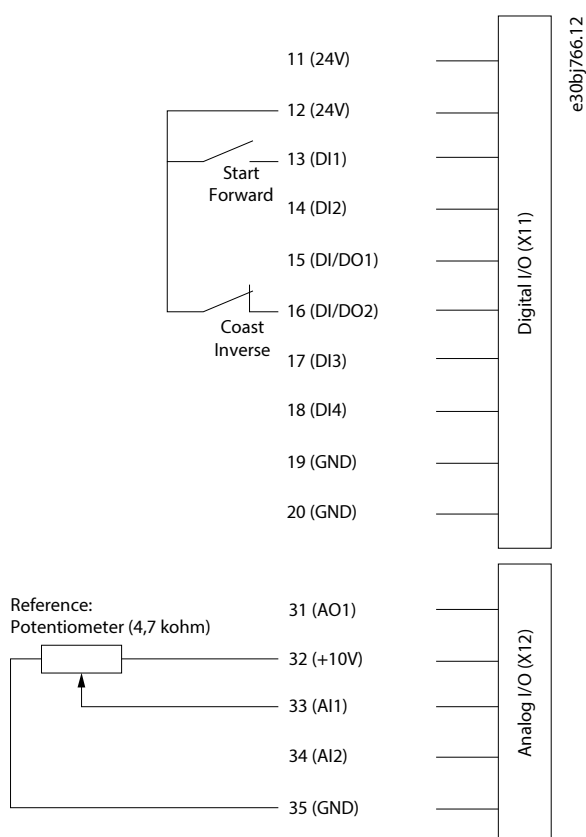 e30bj766.12
11 (24V)
12 (24V)
13 (DI1)
Start
Forward
14 (DI2)
15 (DI/DO1)
16 (DI/DO2)
Coast
Inverse
17 (DI3)
18 (DI4)
19 (GND)
20 (GND)
Digital I/O (X11)
Reference:
Potentiometer (4,7 kohm)
31 (AO1)
32 (+10V)
33 (AI1)
34 (AI2)
35 (GND)
Analog I/O (X12)